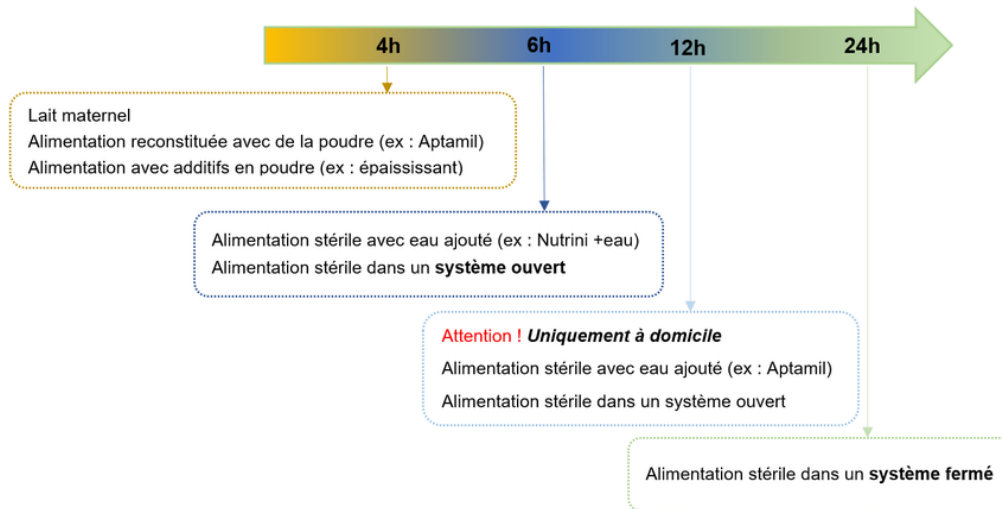 4h 6h 12h 24h
Lait maternel
Alimentation reconstituée avec de la poudre (ex : Aptamil)
Alimentation avec additifs en poudre (ex : épaississant)
Alimentation stérile avec eau ajouté (ex : Nutrini +eau)
Alimentation stérile dans un système ouvert
Attention ! Uniquement à domicile
Alimentation stérile avec eau ajouté (ex : Aptamil)
Alimentation stérile dans un système ouvert
Alimentation stérile dans un système fermé